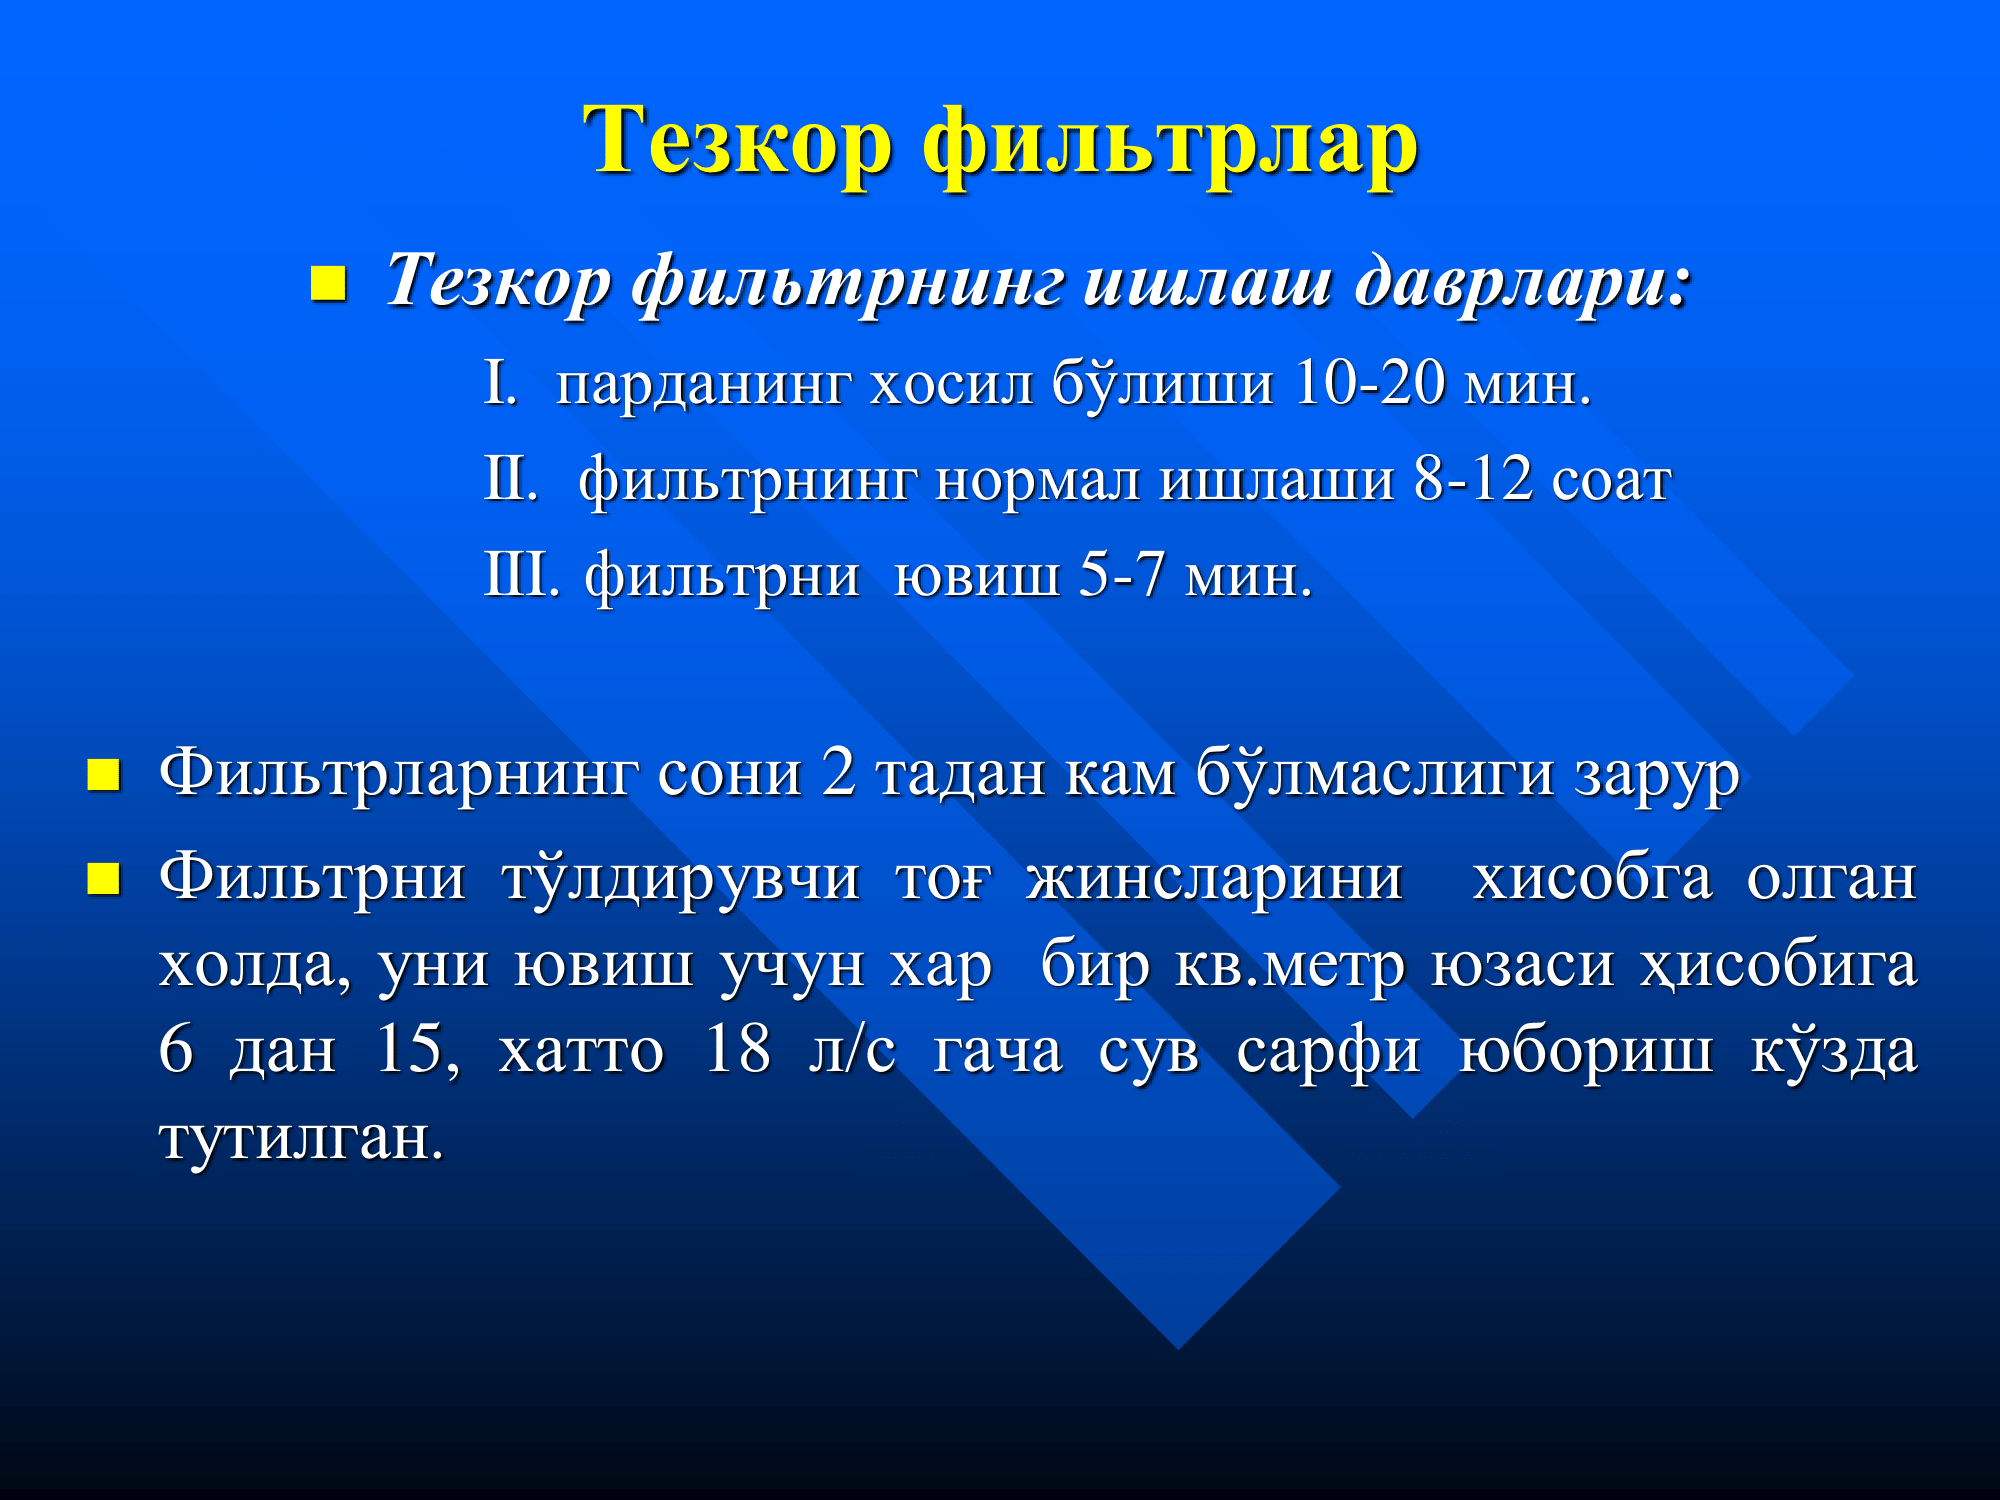 Тезкор фильтрлар
Тезкор фильтрнинг ишлаш даврлари:
I. парданинг хосил бўлиши 10-20 мин.
II. фильтрнинг нормал ишлаши 8-12 соат
III. фильтрни ювиш 5-7 мин.
Фильтрларнинг сони 2 тадан кам бўлмаслиги зарур
Фильтрни тўлдирувчи тоғ жинсларини хисобга олган
холда, уни ювиш учун хар бир кв.метр юзаси ҳисобига
6 дан 15, хатто 18 л/с гача сув сарфи юбориш кўзда
тутилган.